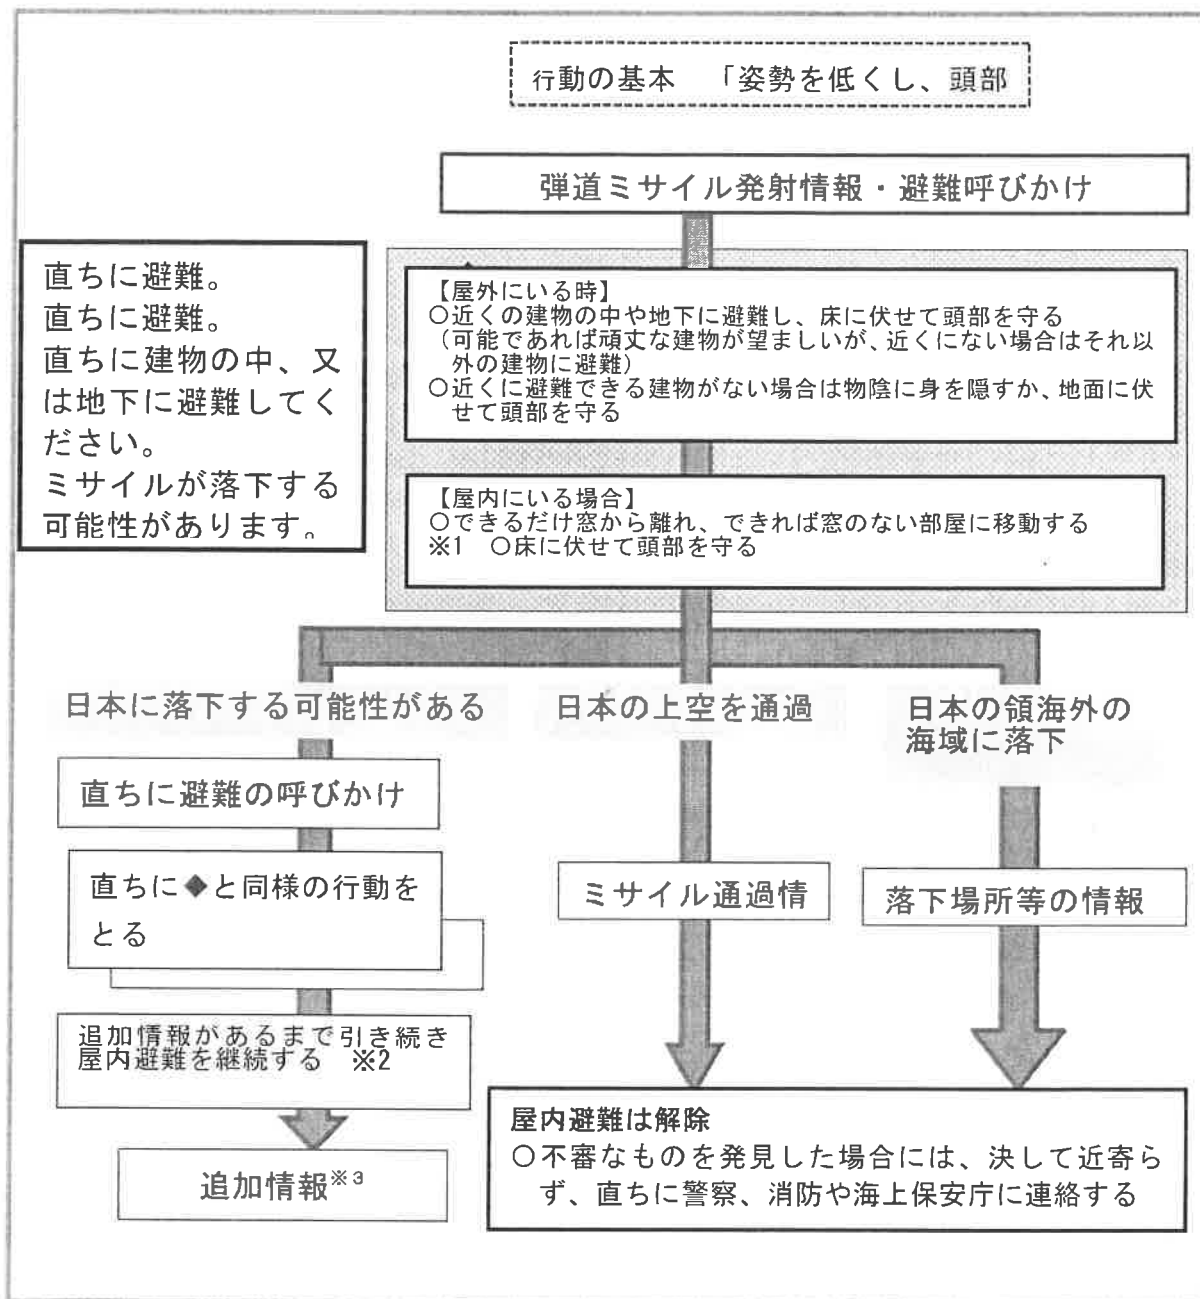 行動の基本　「姿勢を低くし、頭部
弾道ミサイル発射情報・避難呼びかけ
直ちに避難。
直ちに避難。
直ちに建物の中、又
は地下に避難してく
ださい。
ミサイルが落下する
可能性があります。
【屋外にいる時】
○近くの建物の中や地下に避難し、床に伏せて頭部を守る
（可能であれば頑丈な建物が望ましいが、近くにない場合はそれ以
外の建物に避難）
○近くに避難できる建物がない場合は物陰に身を隠すか、地面に伏
せて頭部を守る
【屋内にいる場合】
○できるだけ窓から離れ、できれば窓のない部屋に移動する
※1　○床に伏せて頭部を守る
日本に落下する可能性がある
直ちに避難の呼びかけ
直ちに◆と同様の行動を
とる
追加情報があるまで引き続き
屋内避難を継続する　※2
追加情報※3
日本の上空を通過
ミサイル通過情
日本の領海外の
海域に落下
落下場所等の情報
屋内避難は解除
○不審なものを発見した場合には、決して近寄ら
ず、直ちに警察、消防や海上保安庁に連絡する